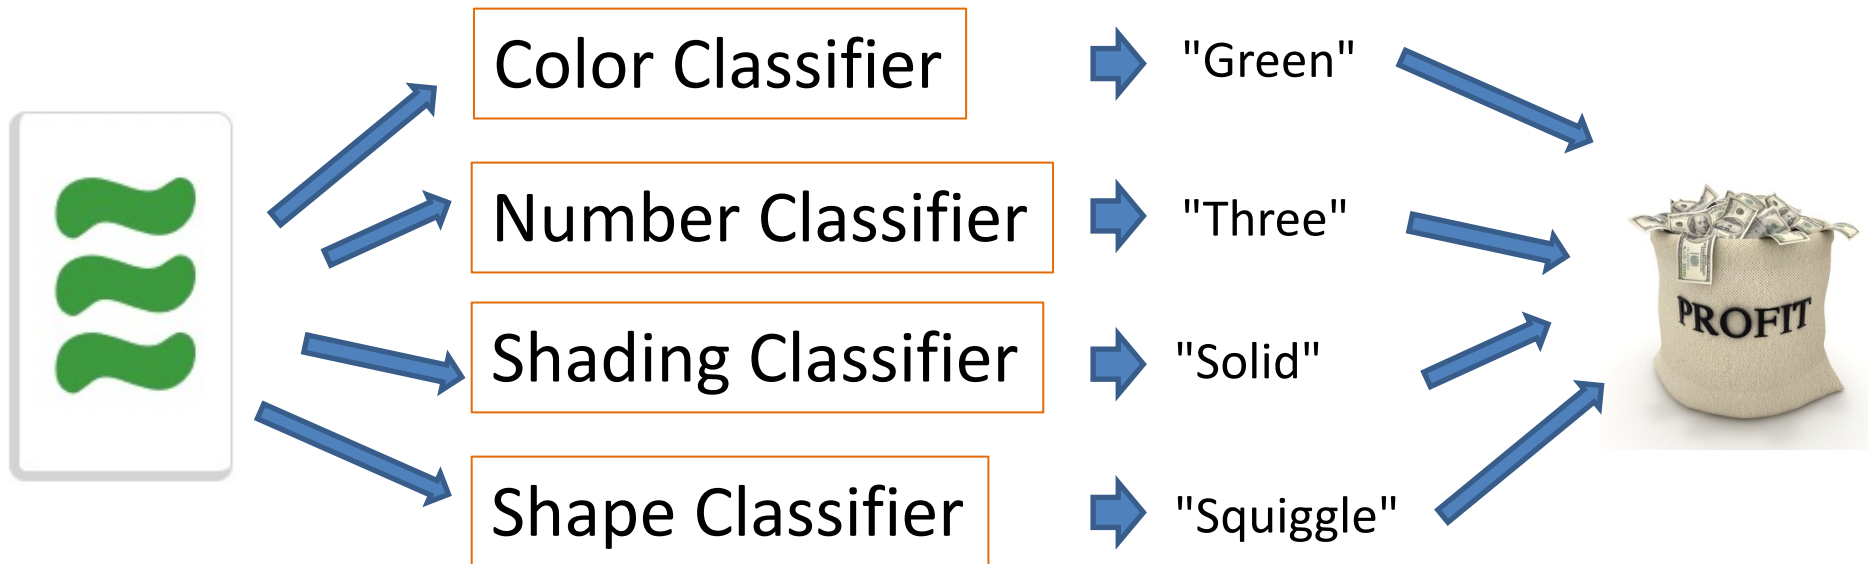 Color Classifier
"Green"
Number Classifier
"Three"
Shading Classifier
"Solid"
Shape Classifier
"Squiggle"
PROFIT